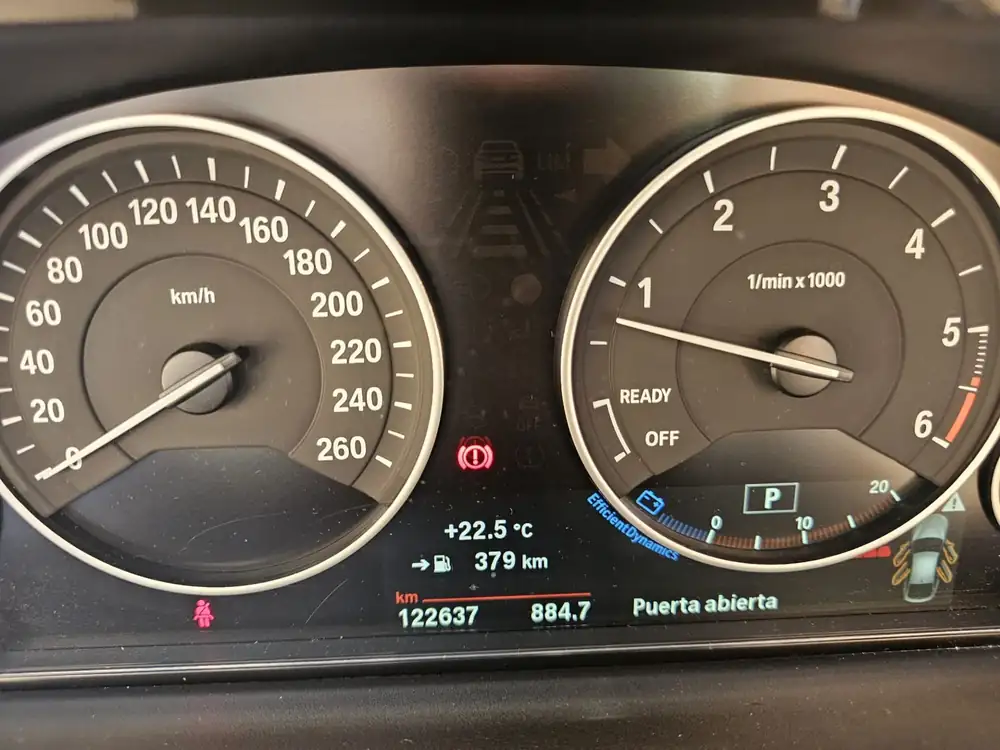 km/h
0
20
40
60
80
100
120
140
160
180
200
220
240
260
1/min x 1000
1
2
3
4
5
6
READY
OFF
P
0
10
20
EfficientDynamics
+22.5 °C
379 km
km
122637
884.7
Puerta abierta